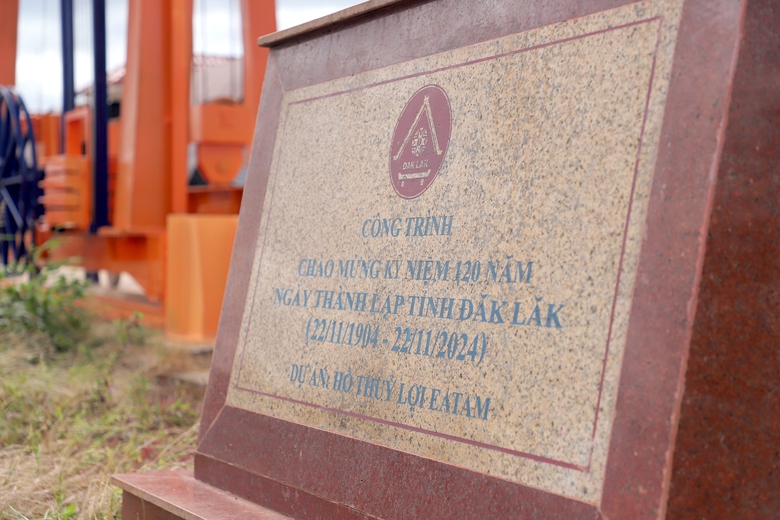 ĐẮK LẮK
CÔNG TRÌNH
CHÀO MỪNG KỶ NIỆM 120 NĂM
NGÀY THÀNH LẬP TỈNH ĐẮK LẮK
(22/11/1904 - 22/11/2024)
DỰ ÁN: HỒ THUỶ LỢI EATAM